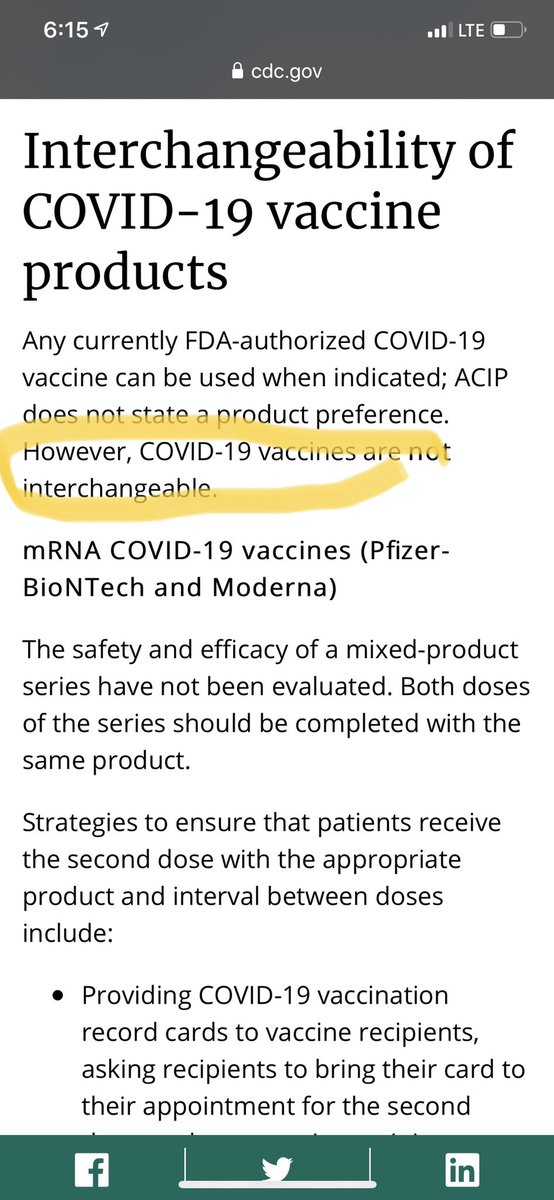 6:15
LTE
cdc.gov
Interchangeability of
COVID-19 vaccine
products
Any currently FDA-authorized COVID-19
vaccine can be used when indicated; ACIP
does not state a product preference.
However, COVID-19 vaccines are not
interchangeable.
mRNA COVID-19 vaccines (Pfizer-
BioNTech and Moderna)
The safety and efficacy of a mixed-product
series have not been evaluated. Both doses
of the series should be completed with the
same product.
Strategies to ensure that patients receive
the second dose with the appropriate
product and interval between doses
include:
• Providing COVID-19 vaccination
record cards to vaccine recipients,
asking recipients to bring their card to
their appointment for the second